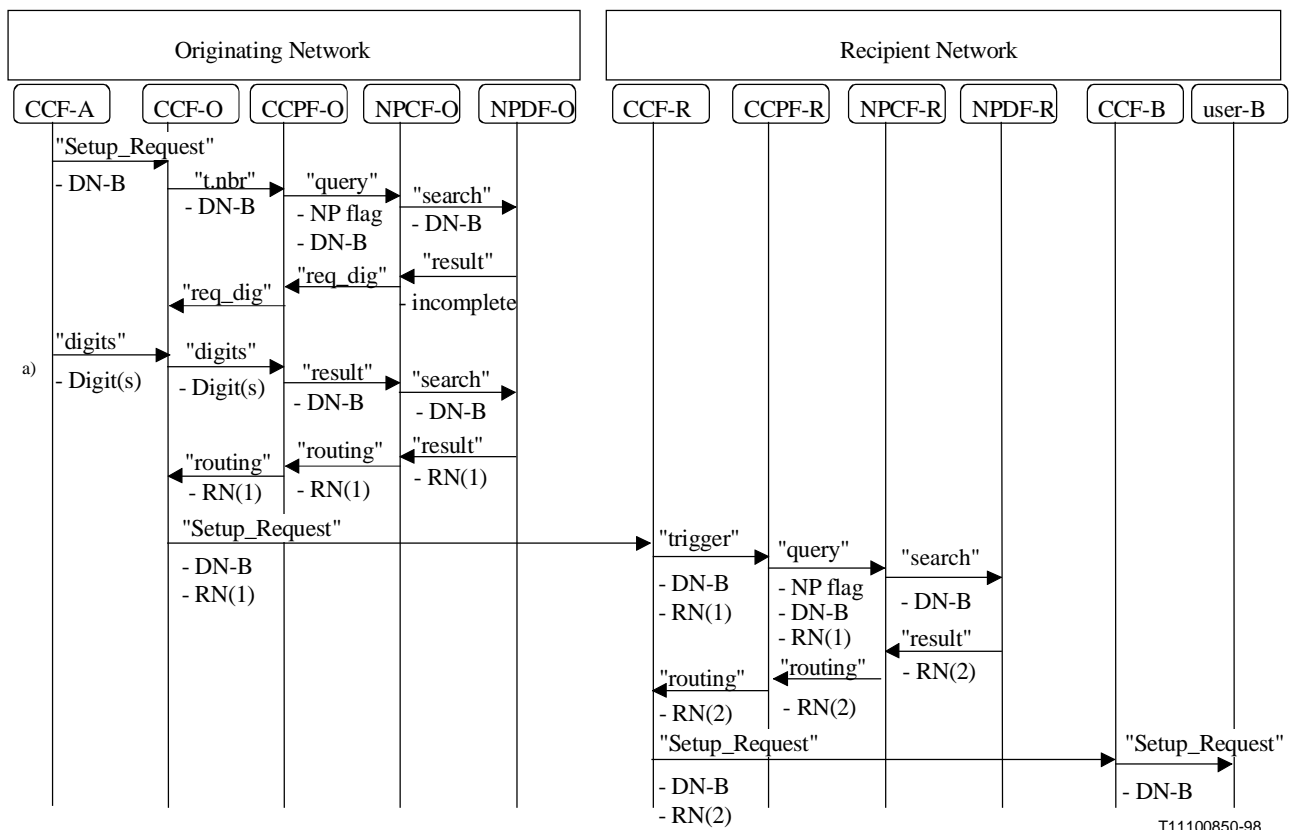 Originating Network
Recipient Network
CCF-A
CCF-O
CCPF-O
NPCF-O
NPDF-O
CCF-R
CCPF-R
NPCF-R
NPDF-R
CCF-B
user-B
"Setup_Request"
- DN-B
"t.nbr"
- DN-B
"query"
- NP flag
- DN-B
"search"
- DN-B
"result"
- incomplete
"req_dig"
"req_dig"
a)
"digits"
- Digit(s)
"digits"
- Digit(s)
"result"
- DN-B
"search"
- DN-B
"result"
- RN(1)
"routing"
- RN(1)
"routing"
- RN(1)
"Setup_Request"
- DN-B
- RN(1)
"trigger"
- DN-B
- RN(1)
"query"
- NP flag
- DN-B
- RN(1)
"search"
- DN-B
"result"
- RN(2)
"routing"
- RN(2)
"routing"
- RN(2)
"Setup_Request"
- DN-B
- RN(2)
"Setup_Request"
- DN-B
T11100850-98